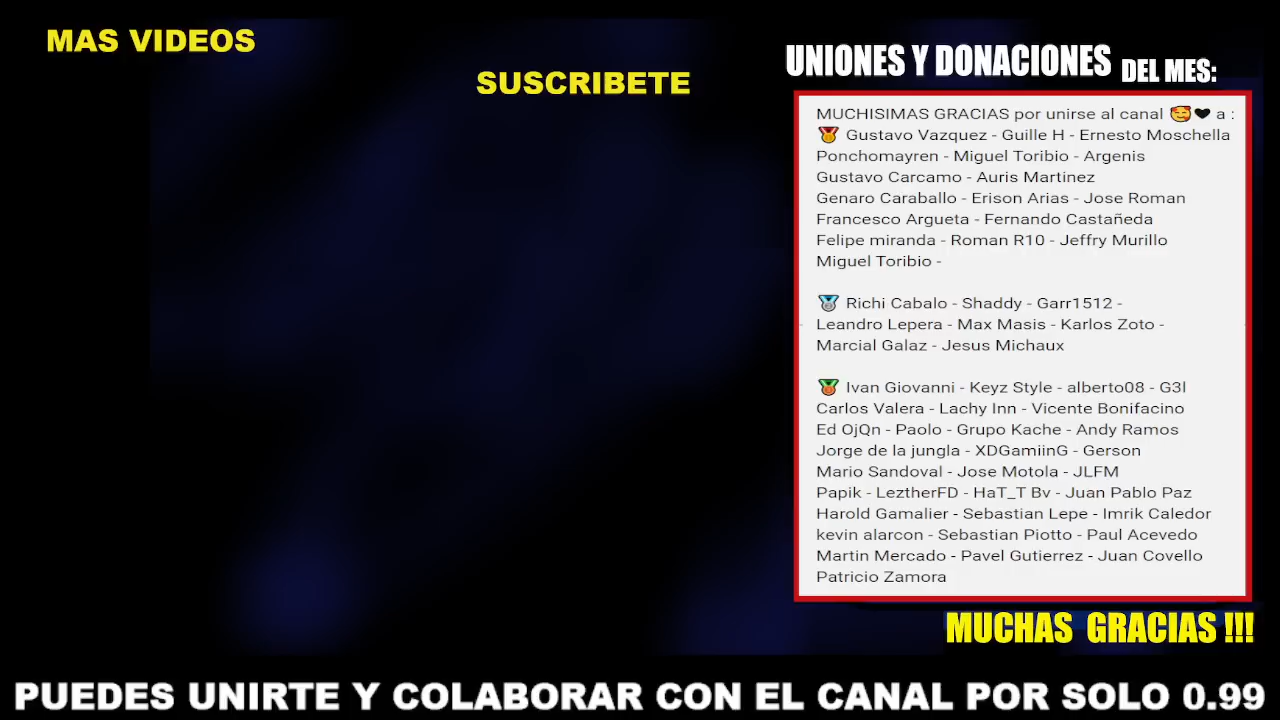 MAS VIDEOS
SUSCRIBETE
UNIONES Y DONACIONES DEL MES:
MUCHISIMAS GRACIAS por unirse al canal 🥰🖤 a :
🥇 Gustavo Vazquez - Guille H - Ernesto Moschella
Ponchomayren - Miguel Toribio - Argenis
Gustavo Carcamo - Auris Martinez
Genaro Caraballo - Erison Arias - Jose Roman
Francesco Argueta - Fernando Castañeda
Felipe miranda - Roman R10 - Jeffry Murillo
Miguel Toribio -
🥈 Richi Cabalo - Shaddy - Garr1512 -
Leandro Lepera - Max Masis - Karlos Zoto -
Marcial Galaz - Jesus Michaux
🥉 Ivan Giovanni - Keyz Style - alberto08 - G3l
Carlos Valera - Lachy Inn - Vicente Bonifacino
Ed OjQn - Paolo - Grupo Kache - Andy Ramos
Jorge de la jungla - XDGamiinG - Gerson
Mario Sandoval - Jose Motola - JLFM
Papik - LeztherFD - HaT_T Bv - Juan Pablo Paz
Harold Gamalier - Sebastian Lepe - Imrik Caledor
kevin alarcon - Sebastian Piotto - Paul Acevedo
Martin Mercado - Pavel Gutierrez - Juan Covello
Patricio Zamora
MUCHAS GRACIAS !!!
PUEDES UNIRTE Y COLABORAR CON EL CANAL POR SOLO 0.99